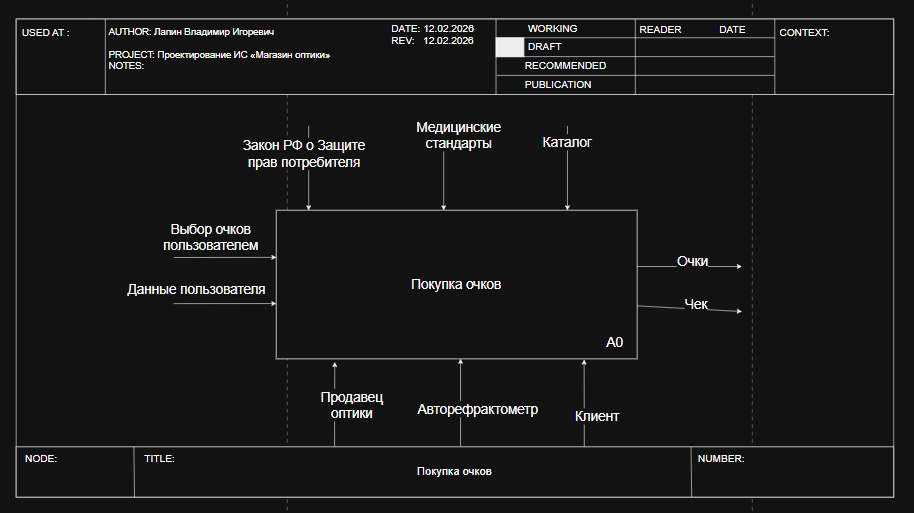 USED AT :
AUTHOR: Лапин Владимир Игоревич
DATE: 12.02.2026
REV: 12.02.2026
PROJECT: Проектирование ИС «Магазин оптики»
NOTES:
WORKING
DRAFT
RECOMMENDED
PUBLICATION
READER DATE
CONTEXT:
Закон РФ о Защите
прав потребителя
Медицинские
стандарты
Каталог
Выбор очков
пользователем
Данные пользователя
Покупка очков
A0
Очки
Чек
Продавец
оптики
Авторефрактометр
Клиент
NODE:
TITLE:
Покупка очков
NUMBER: